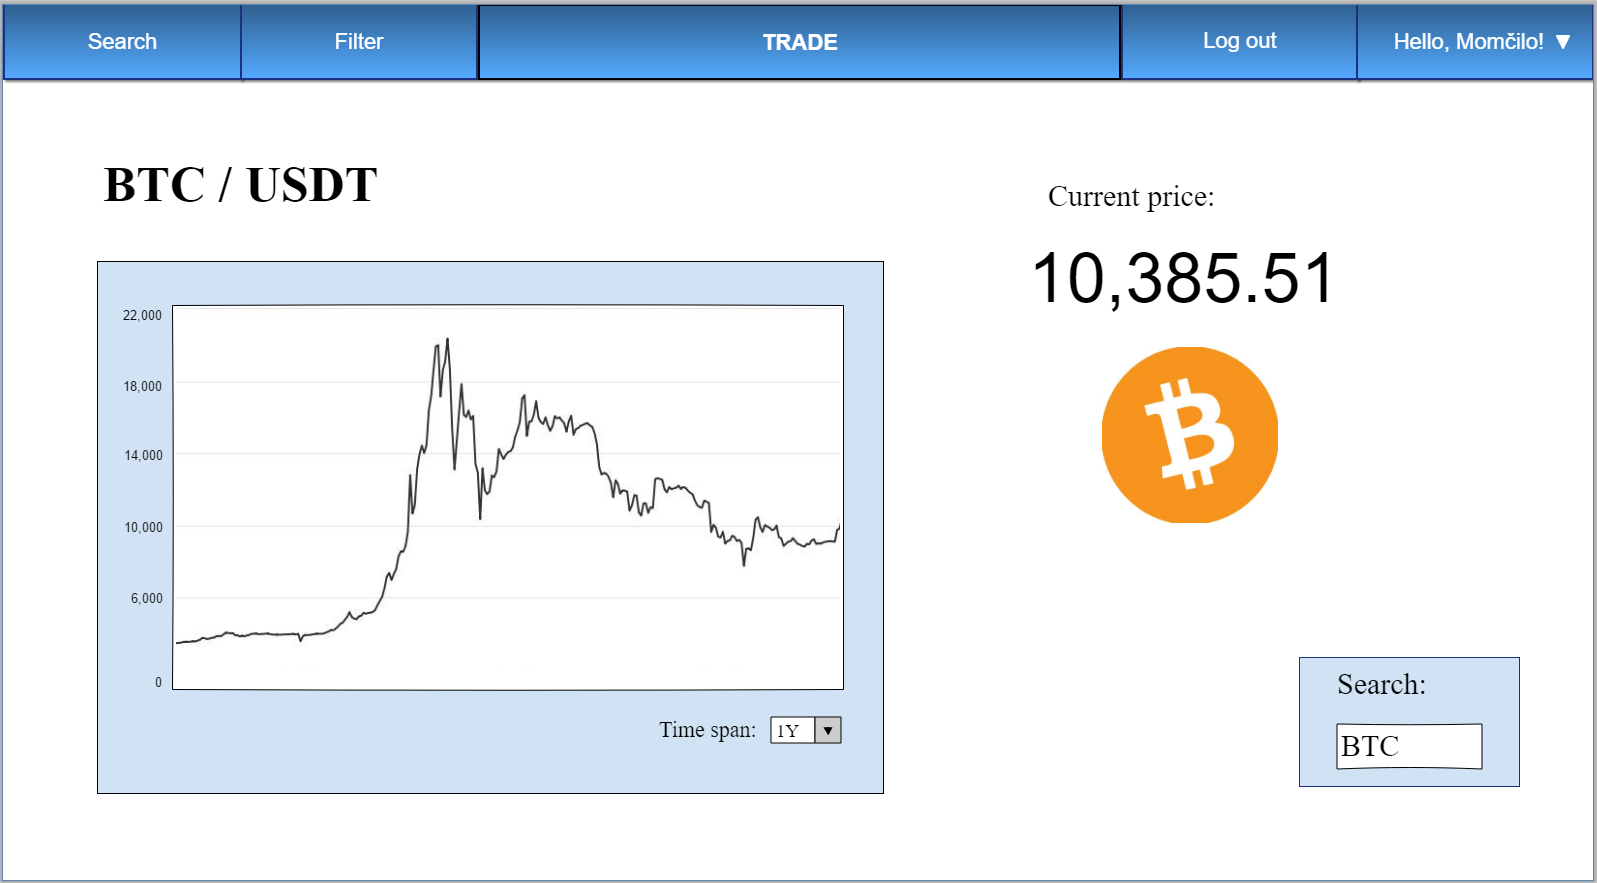 Search
Filter
TRADE
Log out
Hello, Momčilo! ▼
BTC / USDT
Current price:
10,385.51
22,000
18,000
14,000
10,000
6,000
0
Time span: 1Y ▼
Search:
BTC